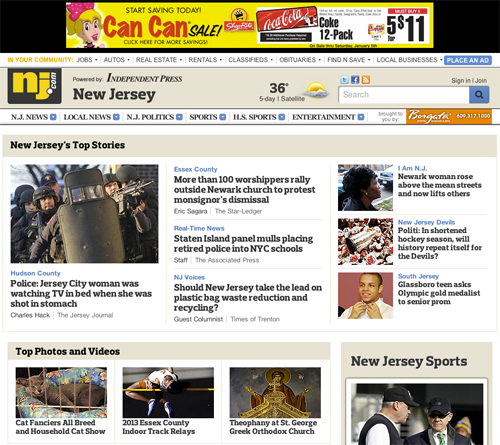 START SAVING TODAY!
Can Can SALE!
CLICK HERE FOR MORE SAVINGS!
ShopRite
Coca-Cola
Coke
12-Pack
MUST BUY 5
5 $11
On Sale thru Saturday, January 5th
IN YOUR COMMUNITY: JOBS AUTOS REAL ESTATE RENTALS CLASSIFIEDS OBITUARIES FIND N SAVE LOCAL BUSINESSES PLACE AN AD
nj.com
Powered by: INDEPENDENT PRESS
New Jersey
36°
5-day | Satellite
Sign in | Join
Search
N.J. NEWS LOCAL NEWS N.J. POLITICS SPORTS H.S. SPORTS ENTERTAINMENT
brought to you by:
Borgata
609.317.1000
New Jersey's Top Stories
Hudson County
Police: Jersey City woman
was watching TV in bed when she
was shot in stomach
Charles Hack | The Jersey Journal
Essex County
More than 100 worshippers rally
outside Newark church to protest
monsignor's dismissal
Eric Sagara | The Star-Ledger
Real-Time News
Staten Island panel mulls placing
retired police into NYC schools
Staff | The Associated Press
NJ Voices
Should New Jersey take the lead on
plastic bag waste reduction and
recycling?
Guest Columnist | Times of Trenton
I Am N.J.
Newark woman rose
above the mean streets
and now lifts others
New Jersey Devils
Politi: In shortened
hockey season, will
history repeat itself for
the Devils?
South Jersey
Glassboro teen asks
Olympic gold medalist
to senior prom
Top Photos and Videos
Cat Fanciers All Breed
and Household Cat Show
2013 Essex County
Indoor Track Relays
Theophany at St. George
Greek Orthodox Church
New Jersey Sports